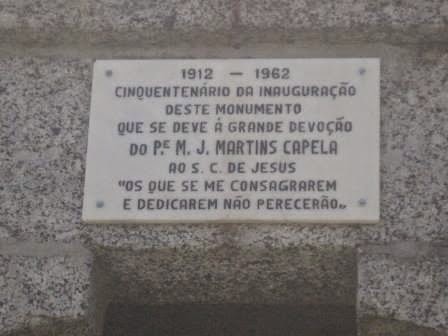 1912 — 1962
CINQUENTENÁRIO DA INAUGURAÇÃO
DESTE MONUMENTO
QUE SE DEVE Á GRANDE DEVOÇÃO
DO P.E M. J. MARTINS CAPELA
AO S. C. DE JESUS
"OS QUE SE ME CONSAGRAREM
E DEDICAREM NÃO PERECERÃO„